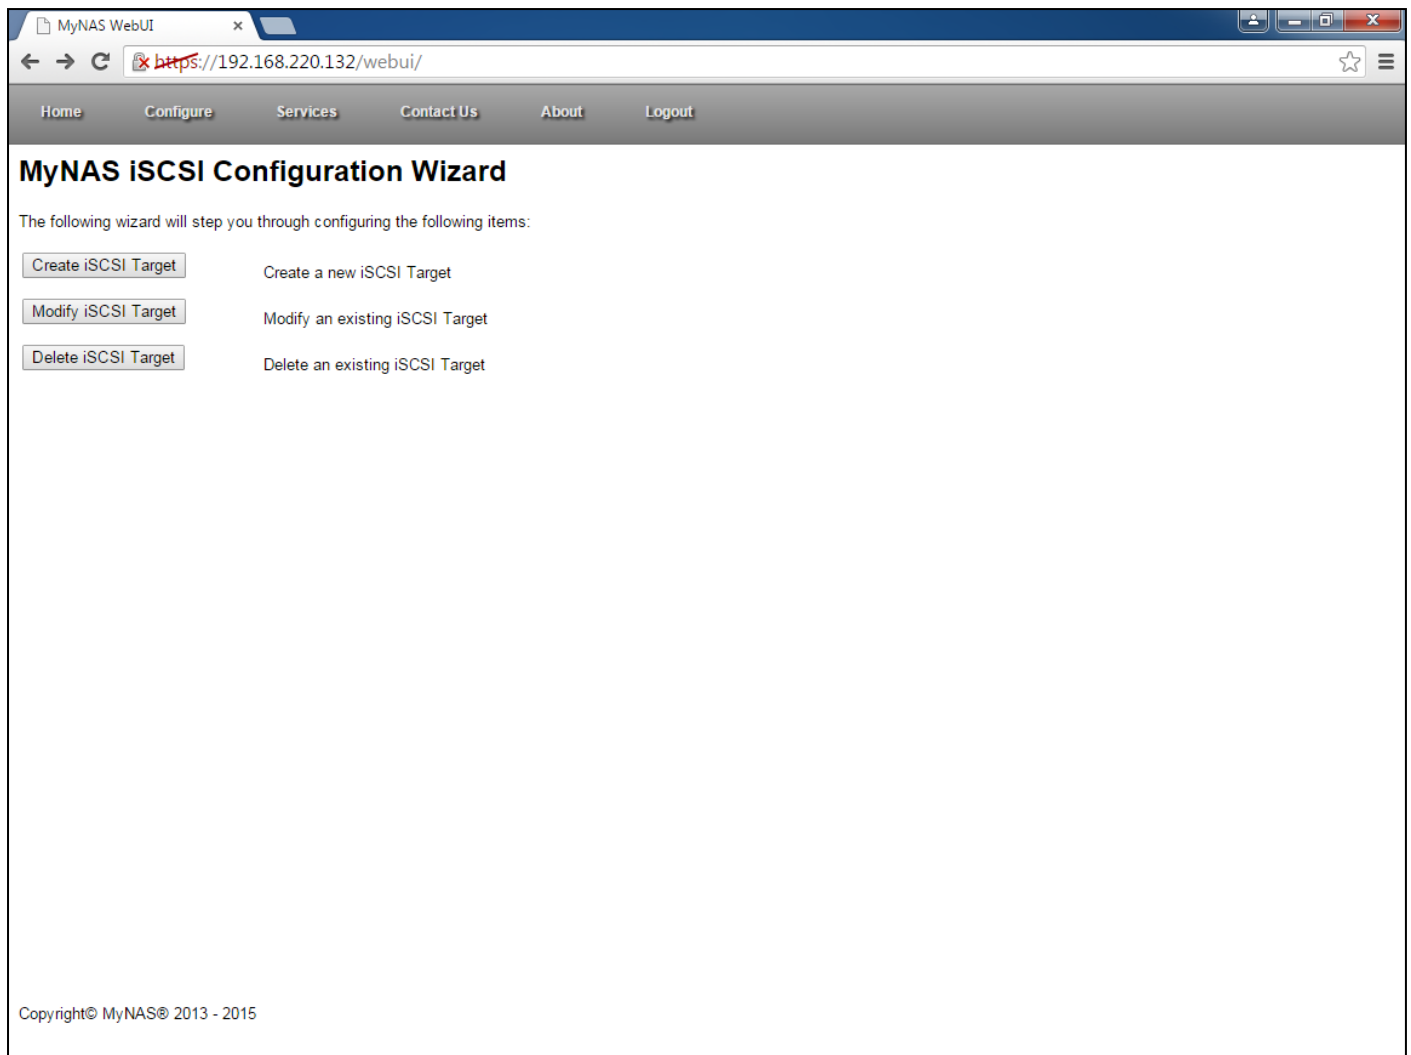 MyNAS WebUI
https://192.168.220.132/webui/
Home Configure Services Contact Us About Logout
MyNAS iSCSI Configuration Wizard
The following wizard will step you through configuring the following items:
Create iSCSI Target Create a new iSCSI Target
Modify iSCSI Target Modify an existing iSCSI Target
Delete iSCSI Target Delete an existing iSCSI Target
Copyright© MyNAS® 2013 - 2015